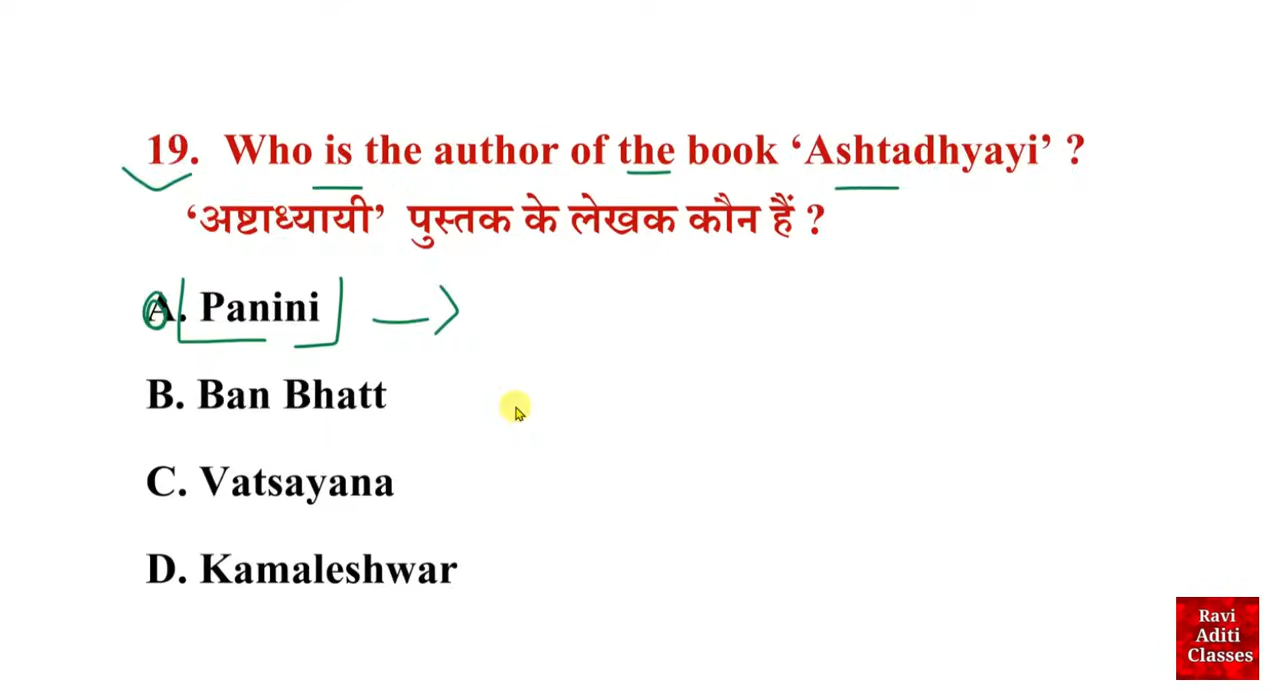 19. Who is the author of the book ‘Ashtadhyayi’ ?
‘अष्टाध्यायी’ पुस्तक के लेखक कौन हैं ?
A. Panini
B. Ban Bhatt
C. Vatsayana
D. Kamaleshwar
Ravi
Aditi
Classes